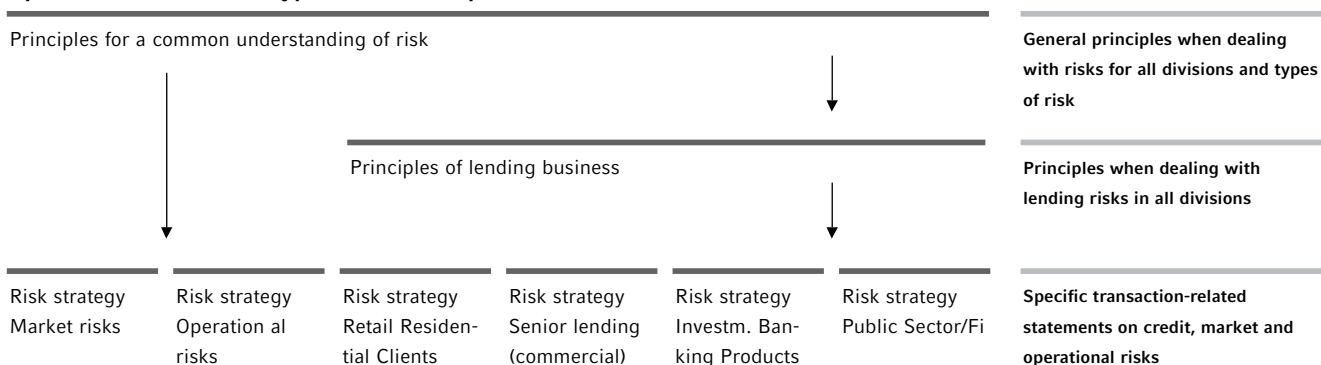 Principles for a common understanding of risk
General principles when dealing
with risks for all divisions and types
of risk
Principles of lending business
Principles when dealing with
lending risks in all divisions
Risk strategy
Market risks
Risk strategy
Operation al
risks
Risk strategy
Retail Residen-
tial Clients
Risk strategy
Senior lending
(commercial)
Risk strategy
Investm. Ban-
king Products
Risk strategy
Public Sector/Fi
Specific transaction-related
statements on credit, market and
operational risks